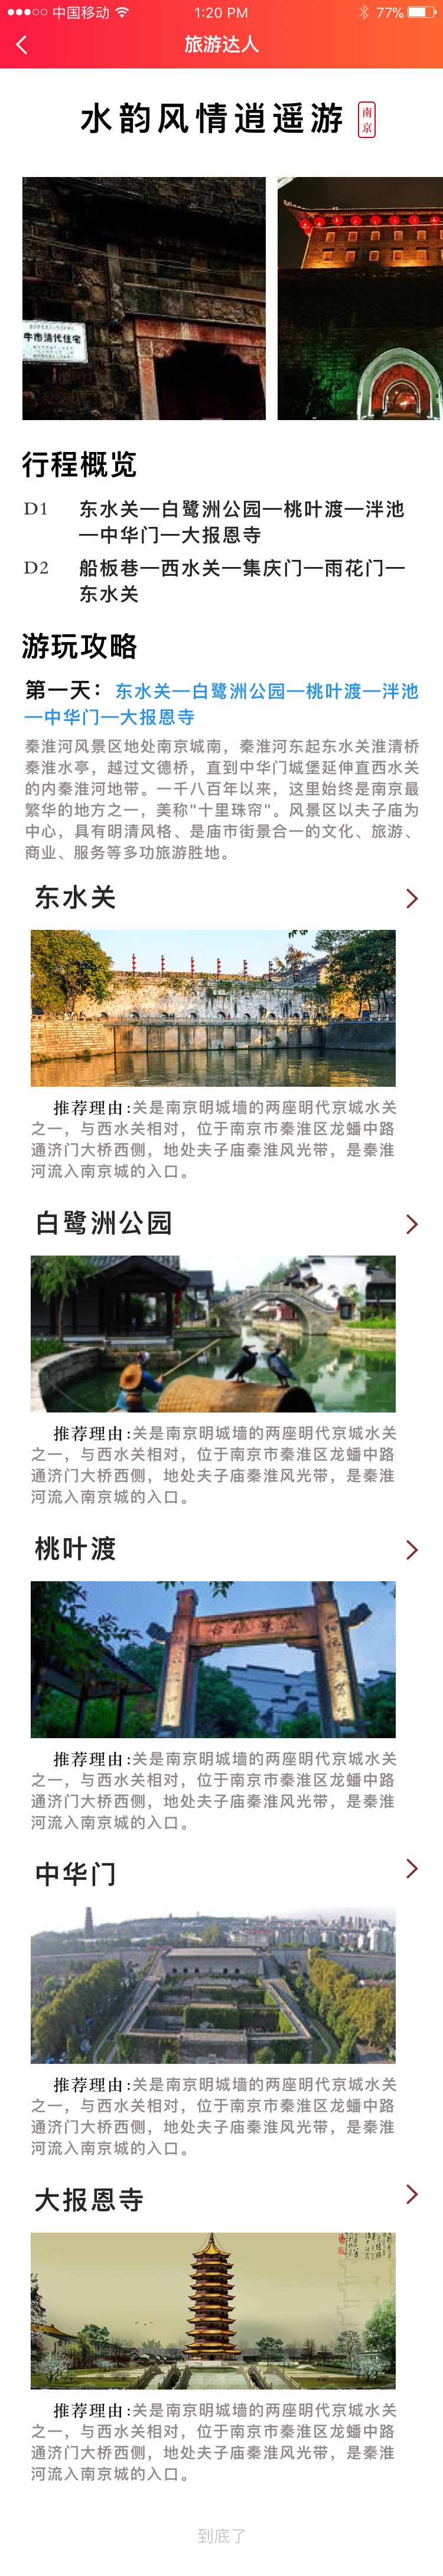 中国移动 1:20 PM 77%
旅游达人
水韵风情逍遥游 南京
牛市清代住宅
行程概览
D1 东水关—白鹭洲公园—桃叶渡—泮池
—中华门—大报恩寺
D2 船板巷—西水关—集庆门—雨花门—
东水关
游玩攻略
第一天：东水关—白鹭洲公园—桃叶渡—泮池
—中华门—大报恩寺
秦淮河风景区地处南京城南，秦淮河东起东水关淮清桥
秦淮水亭，越过文德桥，直到中华门城堡延伸直西水关
的内秦淮河地带。一千八百年以来，这里始终是南京最
繁华的地方之一，美称"十里珠帘"。风景区以夫子庙为
中心，具有明清风格、是庙市街景合一的文化、旅游、
商业、服务等多功旅游胜地。
东水关
推荐理由:关是南京明城墙的两座明代京城水关
之一，与西水关相对，位于南京市秦淮区龙蟠中路
通济门大桥西侧，地处夫子庙秦淮风光带，是秦淮
河流入南京城的入口。
白鹭洲公园
推荐理由:关是南京明城墙的两座明代京城水关
之一，与西水关相对，位于南京市秦淮区龙蟠中路
通济门大桥西侧，地处夫子庙秦淮风光带，是秦淮
河流入南京城的入口。
桃叶渡
推荐理由:关是南京明城墙的两座明代京城水关
之一，与西水关相对，位于南京市秦淮区龙蟠中路
通济门大桥西侧，地处夫子庙秦淮风光带，是秦淮
河流入南京城的入口。
中华门
推荐理由:关是南京明城墙的两座明代京城水关
之一，与西水关相对，位于南京市秦淮区龙蟠中路
通济门大桥西侧，地处夫子庙秦淮风光带，是秦淮
河流入南京城的入口。
大报恩寺
推荐理由:关是南京明城墙的两座明代京城水关
之一，与西水关相对，位于南京市秦淮区龙蟠中路
通济门大桥西侧，地处夫子庙秦淮风光带，是秦淮
河流入南京城的入口。
到底了